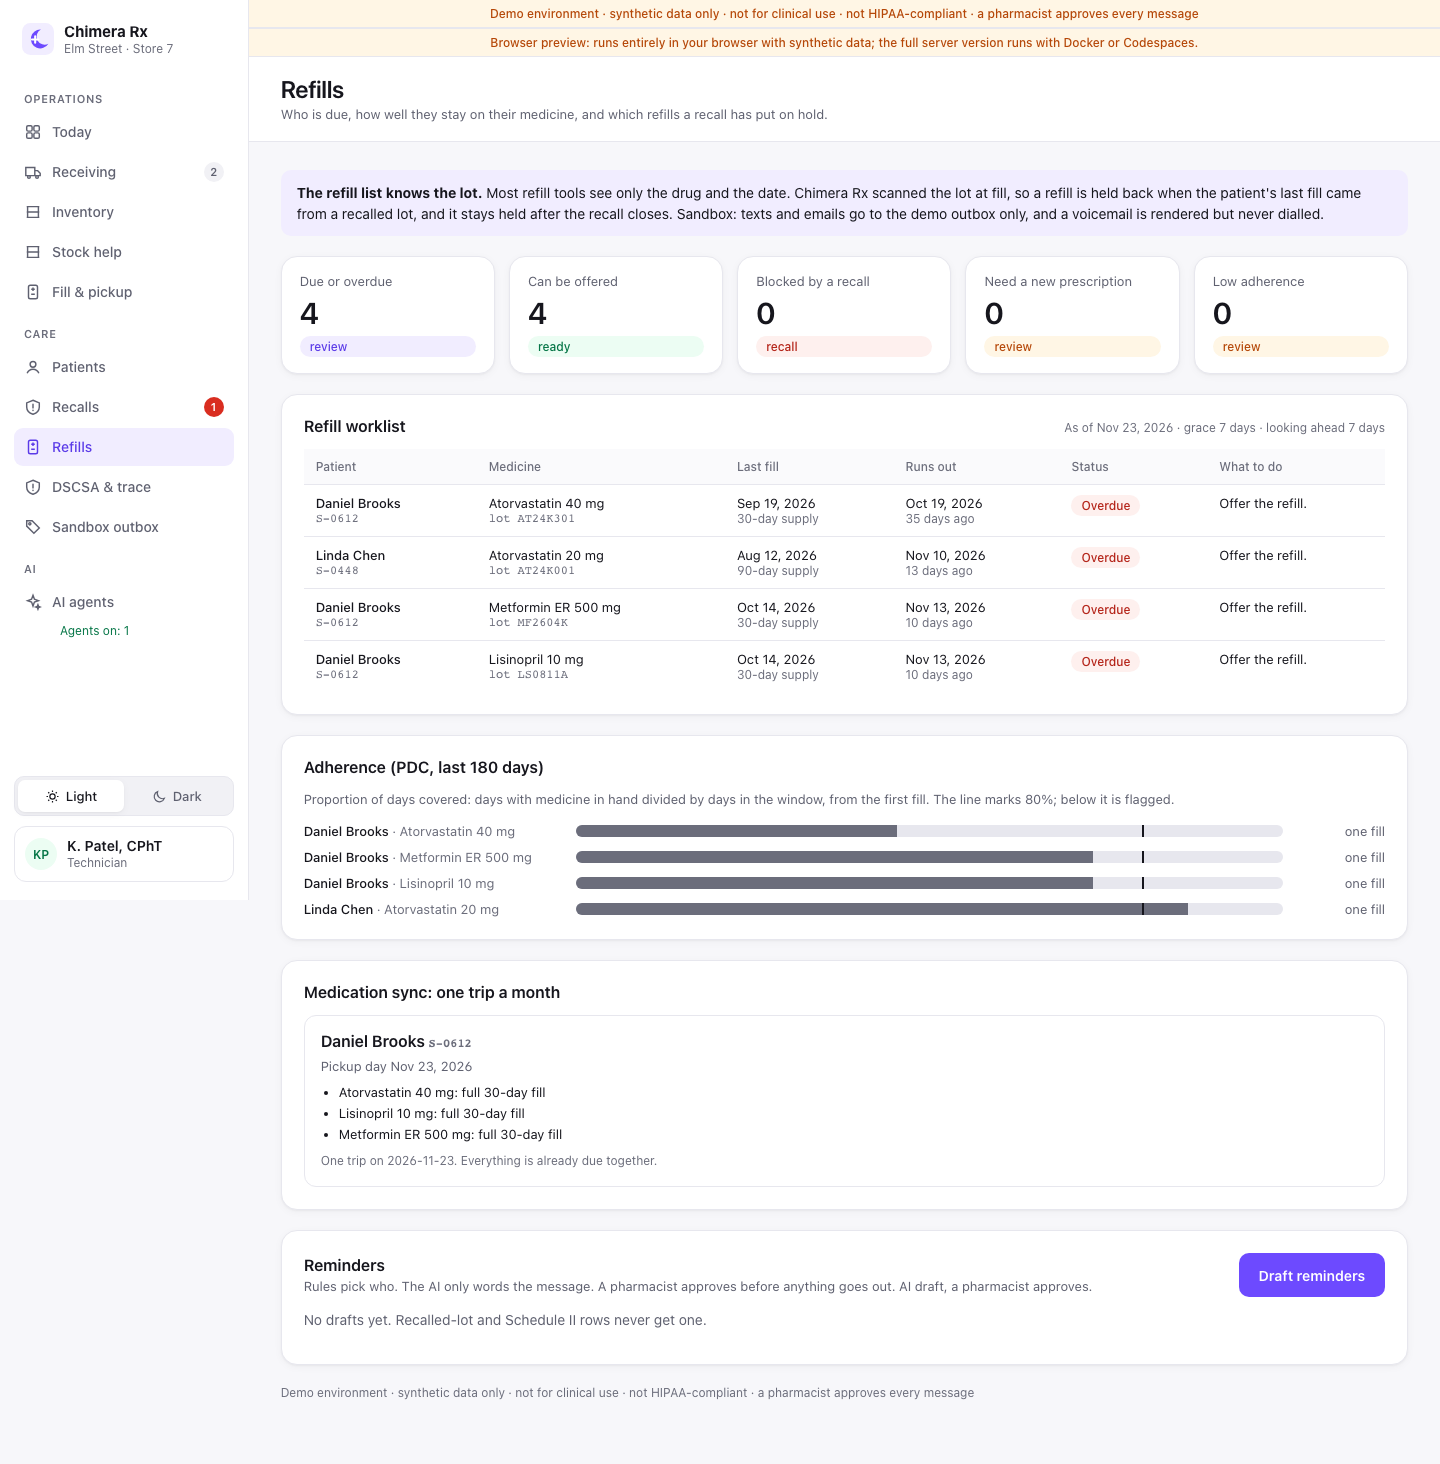 Chimera Rx
Elm Street · Store 7
OPERATIONS
Today
Receiving 2
Inventory
Stock help
Fill & pickup
CARE
Patients
Recalls 1
Refills
DSCSA & trace
Sandbox outbox
AI
AI agents
Agents on: 1
Light Dark
KP K. Patel, CPhT
Technician
Demo environment · synthetic data only · not for clinical use · not HIPAA-compliant · a pharmacist approves every message
Browser preview: runs entirely in your browser with synthetic data; the full server version runs with Docker or Codespaces.
Refills
Who is due, how well they stay on their medicine, and which refills a recall has put on hold.
The refill list knows the lot. Most refill tools see only the drug and the date. Chimera Rx scanned the lot at fill, so a refill is held back when the patient's last fill came
from a recalled lot, and it stays held after the recall closes. Sandbox: texts and emails go to the demo outbox only, and a voicemail is rendered but never dialled.
Due or overdue
4
review
Can be offered
4
ready
Blocked by a recall
0
recall
Need a new prescription
0
review
Low adherence
0
review
Refill worklist As of Nov 23, 2026 · grace 7 days · looking ahead 7 days
Patient Medicine Last fill Runs out Status What to do
Daniel Brooks Atorvastatin 40 mg Sep 19, 2026 Oct 19, 2026 Overdue Offer the refill.
S-0612 lot AT24K301 30-day supply 35 days ago
Linda Chen Atorvastatin 20 mg Aug 12, 2026 Nov 10, 2026 Overdue Offer the refill.
S-0448 lot AT24K001 90-day supply 13 days ago
Daniel Brooks Metformin ER 500 mg Oct 14, 2026 Nov 13, 2026 Overdue Offer the refill.
S-0612 lot MF2604K 30-day supply 10 days ago
Daniel Brooks Lisinopril 10 mg Oct 14, 2026 Nov 13, 2026 Overdue Offer the refill.
S-0612 lot LS0811A 30-day supply 10 days ago
Adherence (PDC, last 180 days)
Proportion of days covered: days with medicine in hand divided by days in the window, from the first fill. The line marks 80%; below it is flagged.
Daniel Brooks · Atorvastatin 40 mg one fill
Daniel Brooks · Metformin ER 500 mg one fill
Daniel Brooks · Lisinopril 10 mg one fill
Linda Chen · Atorvastatin 20 mg one fill
Medication sync: one trip a month
Daniel Brooks S-0612
Pickup day Nov 23, 2026
• Atorvastatin 40 mg: full 30-day fill
• Lisinopril 10 mg: full 30-day fill
• Metformin ER 500 mg: full 30-day fill
One trip on 2026-11-23. Everything is already due together.
Reminders
Rules pick who. The AI only words the message. A pharmacist approves before anything goes out. AI draft, a pharmacist approves.
Draft reminders
No drafts yet. Recalled-lot and Schedule II rows never get one.
Demo environment · synthetic data only · not for clinical use · not HIPAA-compliant · a pharmacist approves every message